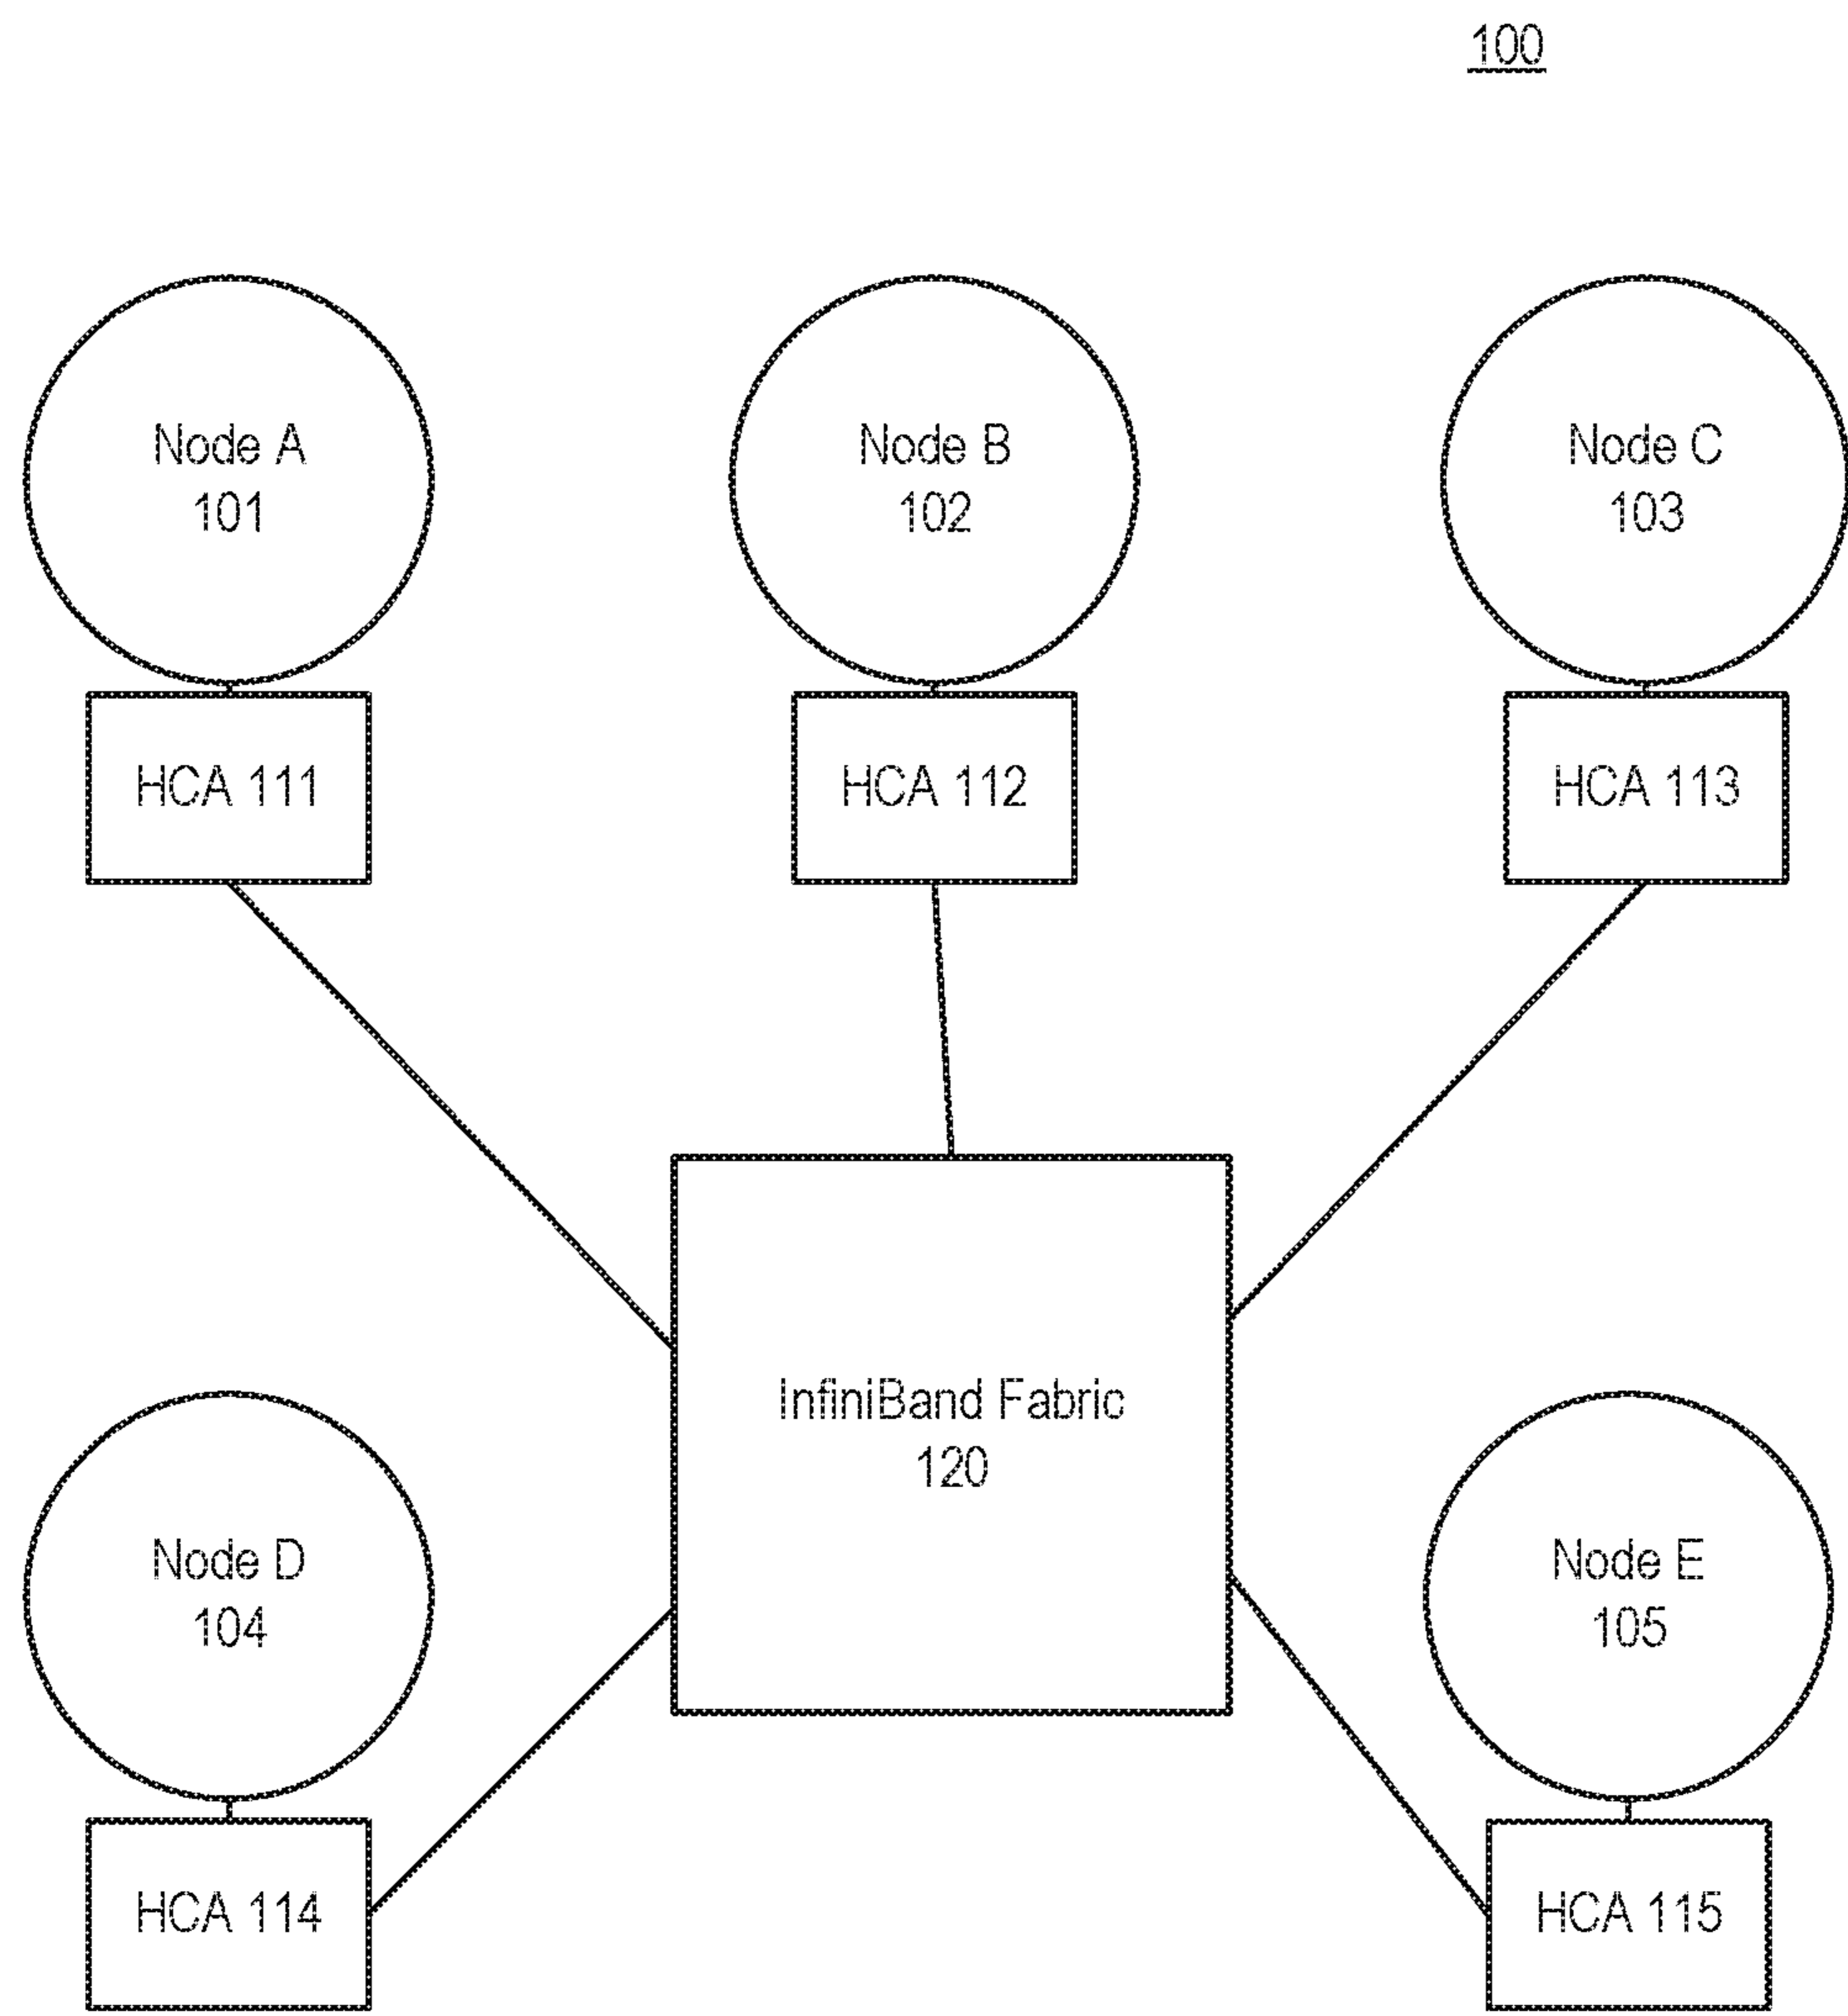 100
Node A
101
Node B
102
Node C
103
HCA 111
HCA 112
HCA 113
InfiniBand Fabric
120
Node D
104
Node E
105
HCA 114
HCA 115